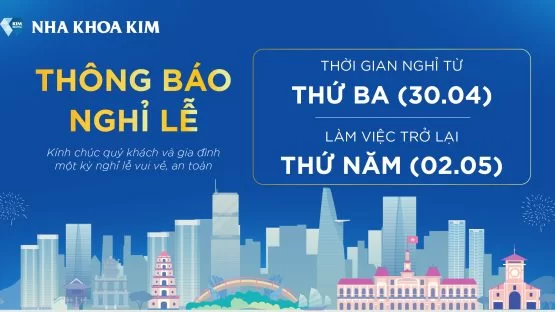 KIM
NHA KHOA KIM
THÔNG BÁO
NGHỈ LỄ
Kính chúc quý khách và gia đình
một kỳ nghỉ lễ vui vẻ, an toàn
THỜI GIAN NGHỈ TỪ
THỨ BA (30.04)
LÀM VIỆC TRỞ LẠI
THỨ NĂM (02.05)